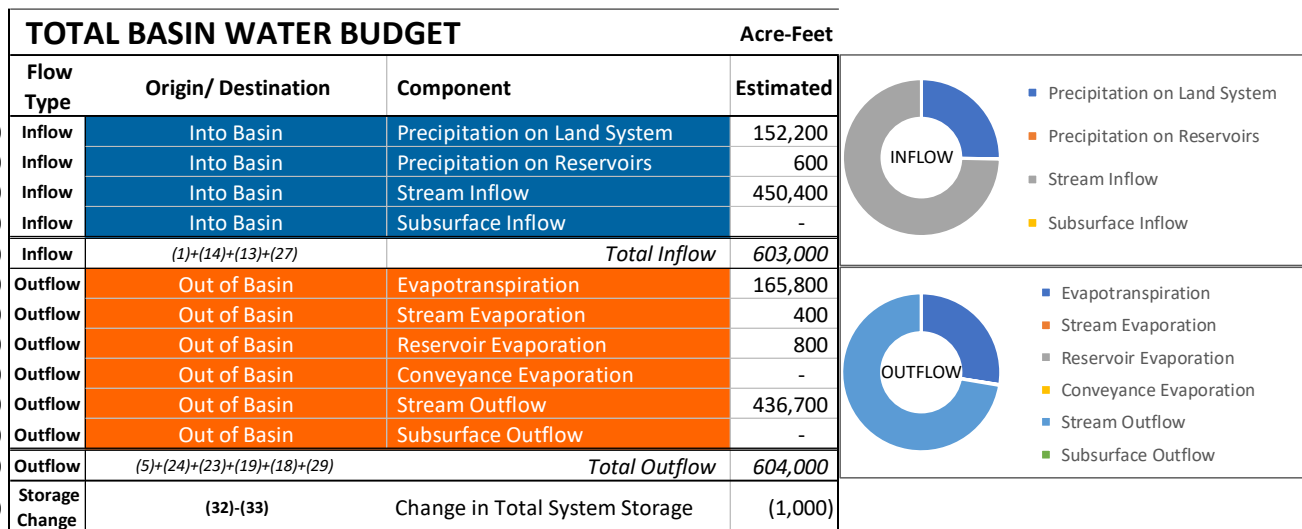 TOTAL BASIN WATER BUDGET Acre-Feet
Flow Type Origin/ Destination Component Estimated
) Inflow Into Basin Precipitation on Land System 152,200
) Inflow Into Basin Precipitation on Reservoirs 600
) Inflow Into Basin Stream Inflow 450,400
) Inflow Into Basin Subsurface Inflow -
) Inflow (1)+(14)+(13)+(27) Total Inflow 603,000
) Outflow Out of Basin Evapotranspiration 165,800
) Outflow Out of Basin Stream Evaporation 400
) Outflow Out of Basin Reservoir Evaporation 800
) Outflow Out of Basin Conveyance Evaporation -
) Outflow Out of Basin Stream Outflow 436,700
) Outflow Out of Basin Subsurface Outflow -
) Outflow (5)+(24)+(23)+(19)+(18)+(29) Total Outflow 604,000
) Storage Change (32)-(33) Change in Total System Storage (1,000)
INFLOW
Precipitation on Land System
Precipitation on Reservoirs
Stream Inflow
Subsurface Inflow
OUTFLOW
Evapotranspiration
Stream Evaporation
Reservoir Evaporation
Conveyance Evaporation
Stream Outflow
Subsurface Outflow